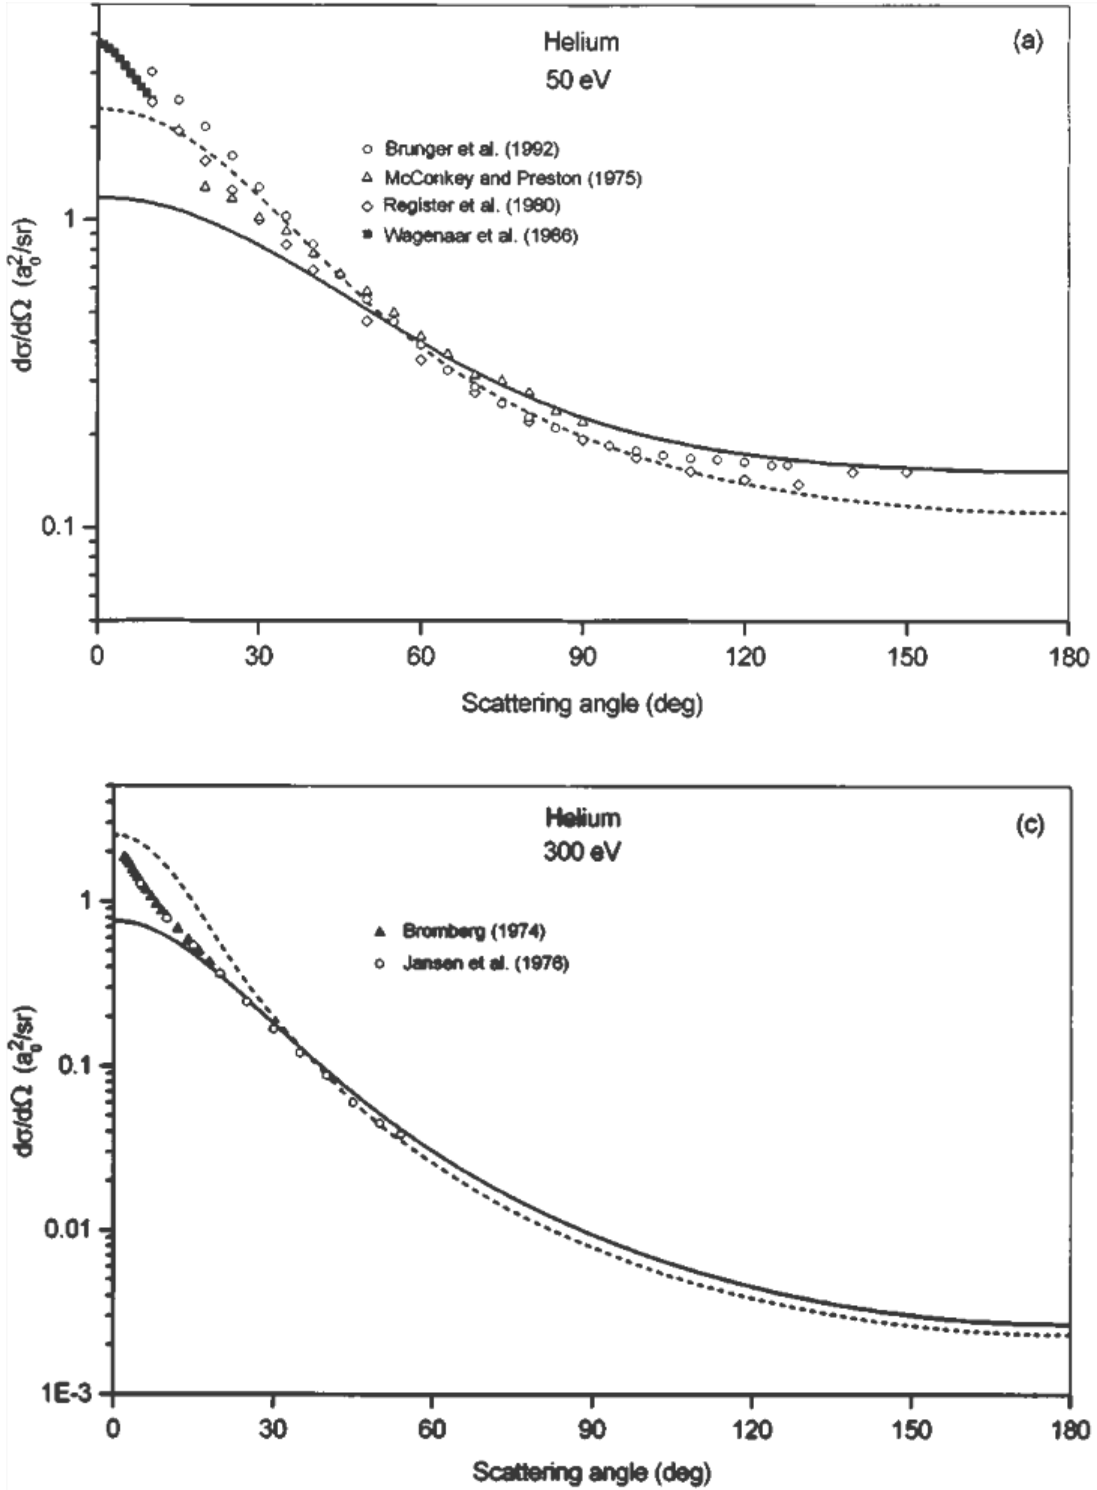 (a)
Helium
50 eV
Brunger et al. (1992)
McConkey and Preston (1975)
Register et al. (1980)
Wagenaar et al. (1986)
1
0.1
dσ/dΩ (a₀²/sr)
0 30 60 90 120 150 180
Scattering angle (deg)
(c)
Helium
300 eV
Bromberg (1974)
Jansen et al. (1976)
1
0.1
0.01
1E-3
dσ/dΩ (a₀²/sr)
0 30 60 90 120 150 180
Scattering angle (deg)